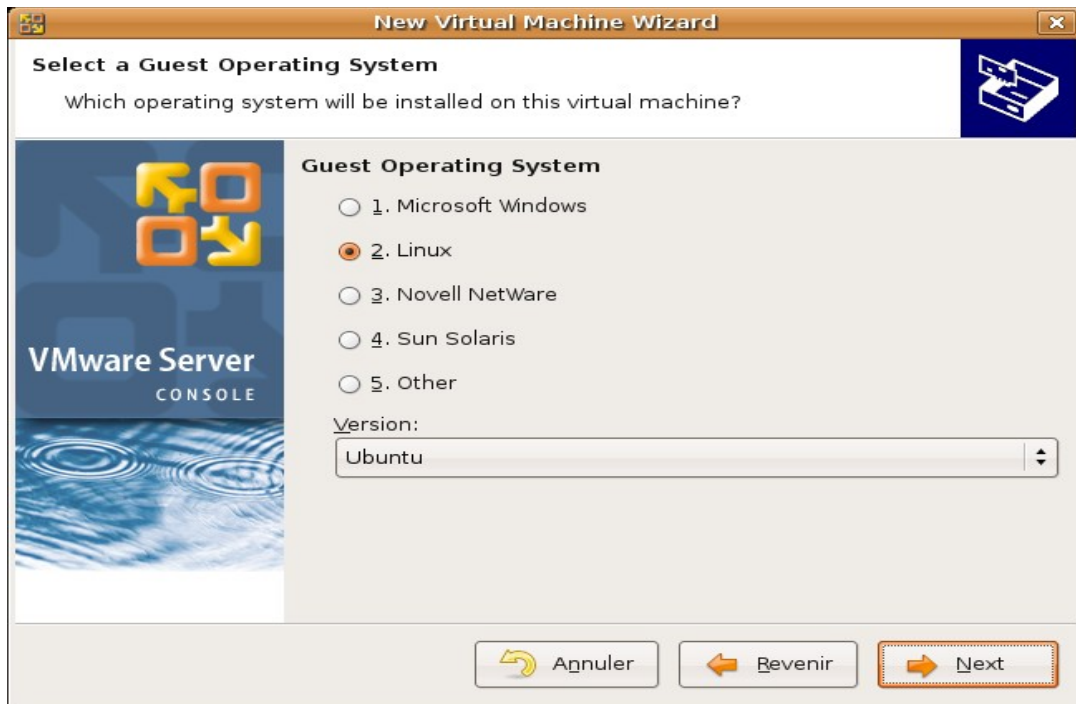 New Virtual Machine Wizard
Select a Guest Operating System
Which operating system will be installed on this virtual machine?
VMware Server
CONSOLE
Guest Operating System
1. Microsoft Windows
2. Linux
3. Novell NetWare
4. Sun Solaris
5. Other
Version:
Ubuntu
Annuler
Revenir
Next